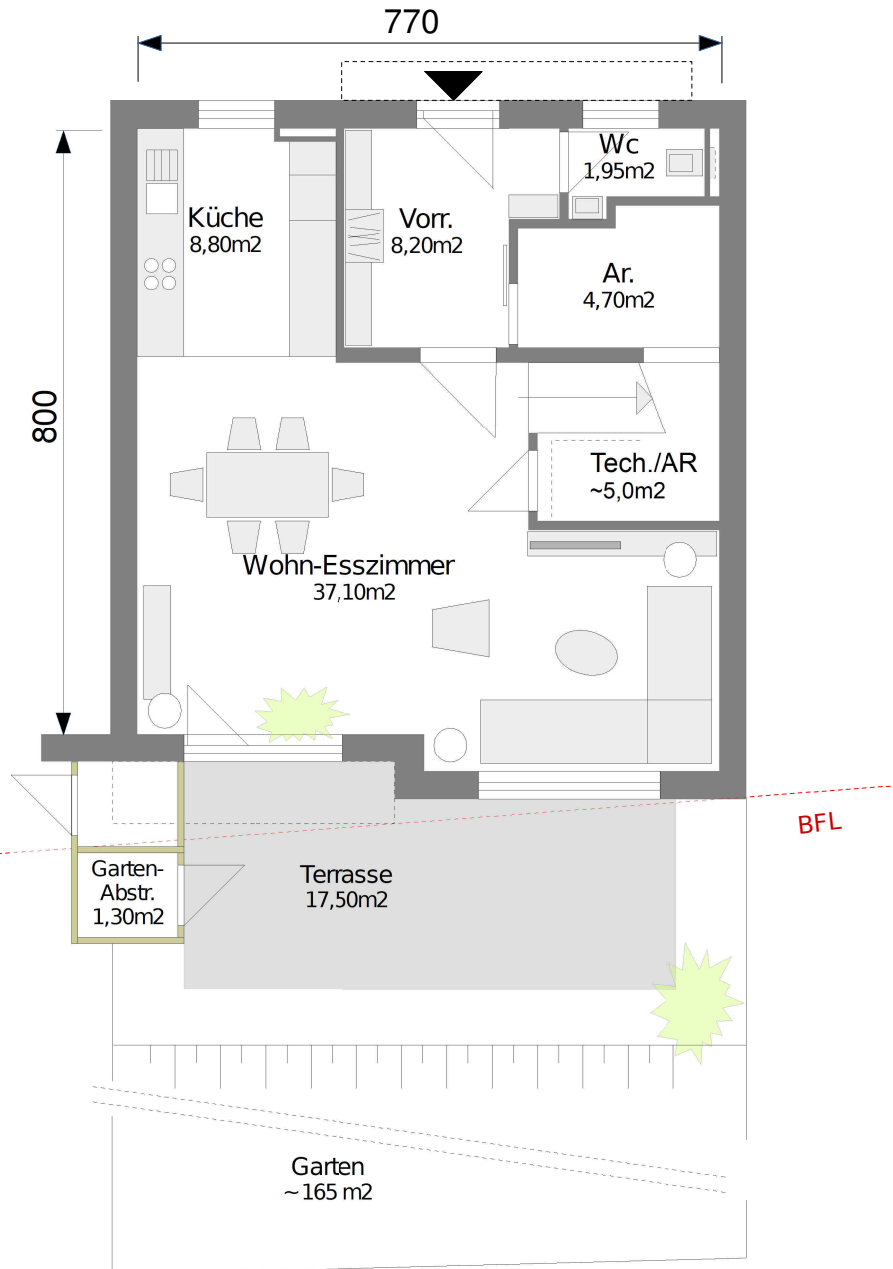 770
Wc
1,95m2
Küche
8,80m2
Vorr.
8,20m2
Ar.
4,70m2
800
Tech./AR
~5,0m2
Wohn-Esszimmer
37,10m2
BFL
Garten-
Abstr.
1,30m2
Terrasse
17,50m2
Garten
~165 m2